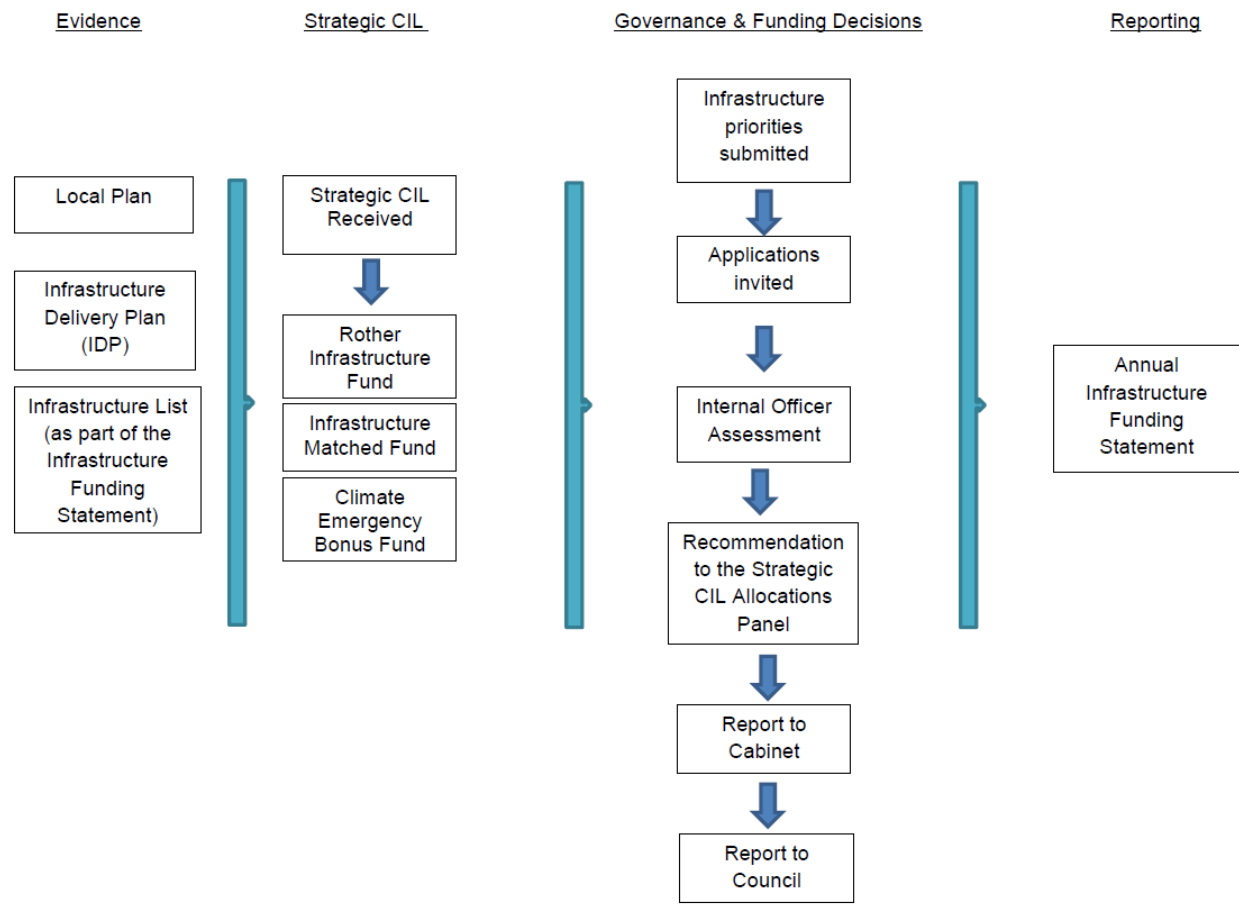 Evidence
Strategic CIL
Governance & Funding Decisions
Reporting
Local Plan
Infrastructure
Delivery Plan
(IDP)
Infrastructure List
(as part of the
Infrastructure
Funding
Statement)
Strategic CIL
Received
Rother
Infrastructure
Fund
Infrastructure
Matched Fund
Climate
Emergency
Bonus Fund
Infrastructure
priorities
submitted
Applications
invited
Internal Officer
Assessment
Recommendation
to the Strategic
CIL Allocations
Panel
Report to
Cabinet
Report to
Council
Annual
Infrastructure
Funding
Statement